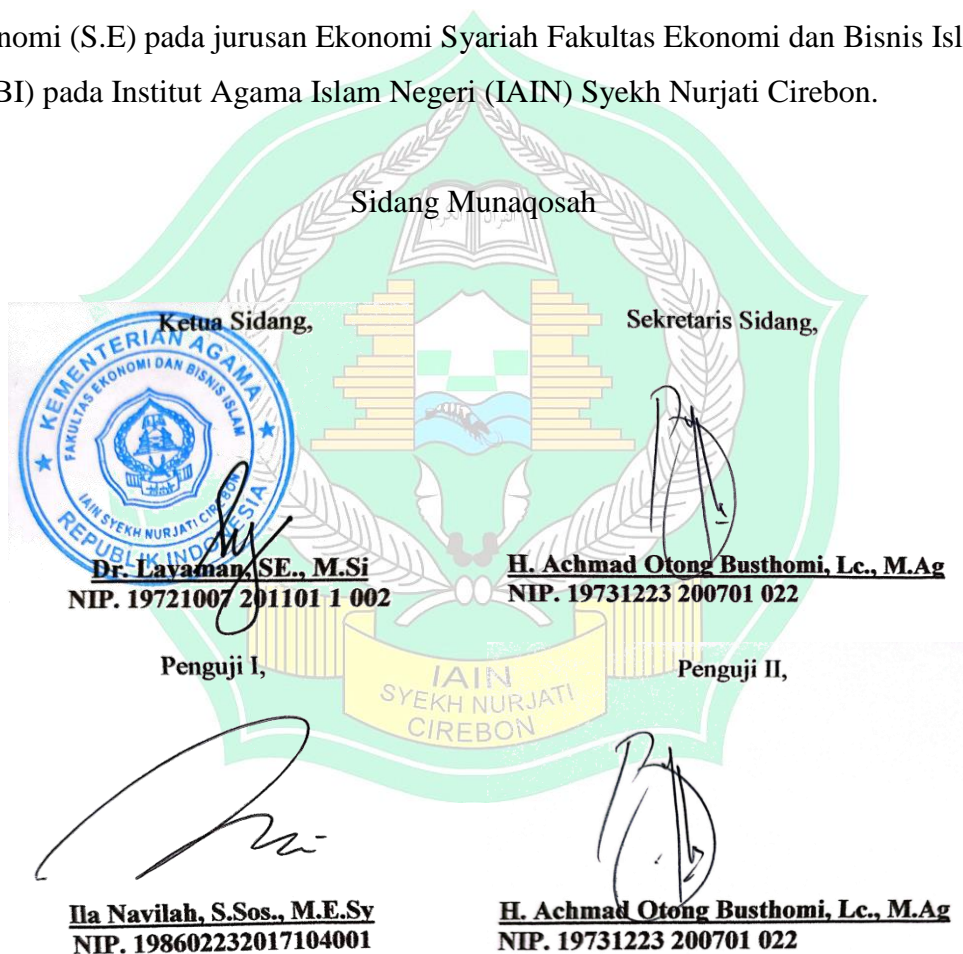 nomi (S.E) pada jurusan Ekonomi Syariah Fakultas Ekonomi dan Bisnis Isl
BI) pada Institut Agama Islam Negeri (IAIN) Syekh Nurjati Cirebon.
Sidang Munaqosah
القرآن الكريم
Ketua Sidang,
Sekretaris Sidang,
KEMENTERIAN AGAMA
FAKULTAS EKONOMI DAN BISNIS ISLAM
IAIN SYEKH NURJATI CIREBON
REPUBLIK INDONESIA
Dr. Layaman, SE., M.Si
NIP. 19721007 201101 1 002
H. Achmad Otong Busthomi, Lc., M.Ag
NIP. 19731223 200701 022
Penguji I,
Penguji II,
IAIN
SYEKH NURJATI
CIREBON
Ila Navilah, S.Sos., M.E.Sy
NIP. 198602232017104001
H. Achmad Otong Busthomi, Lc., M.Ag
NIP. 19731223 200701 022